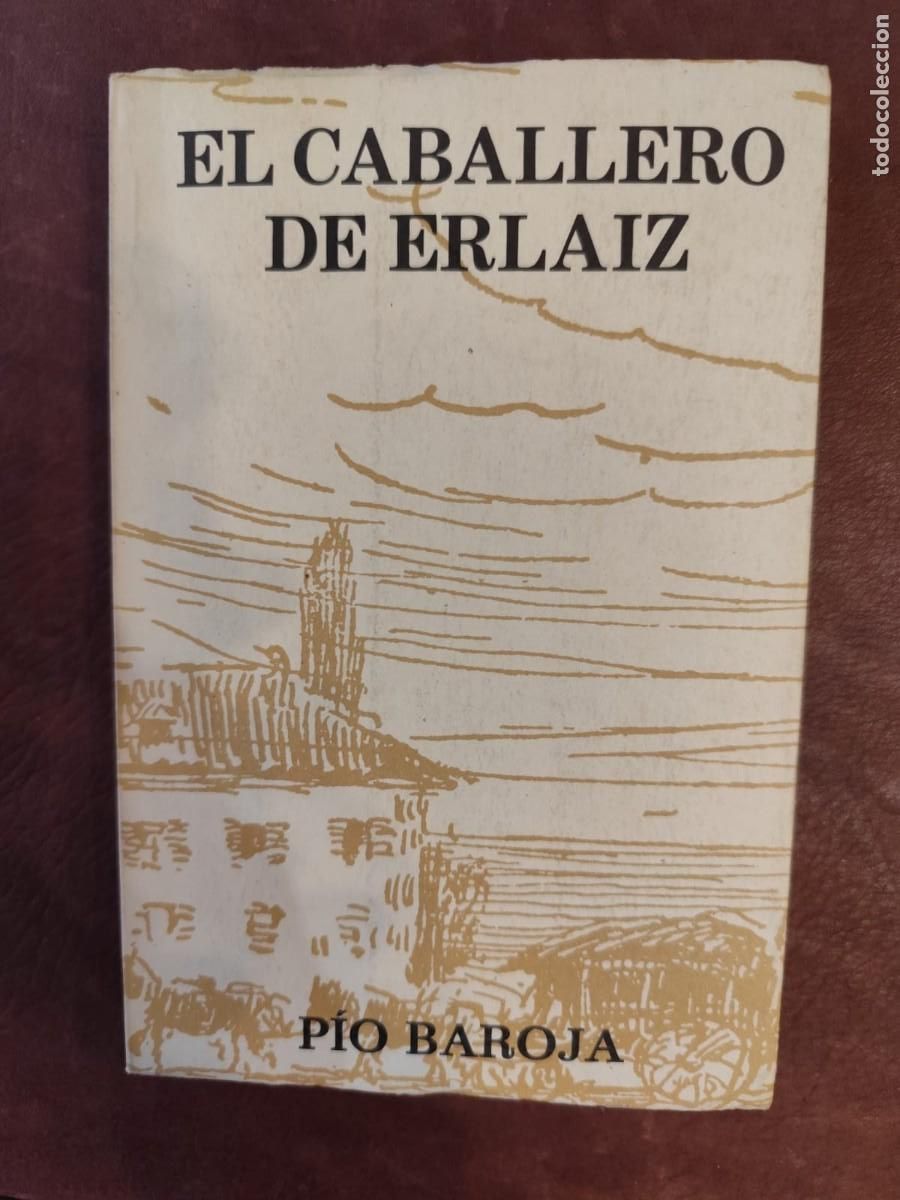 EL CABALLERO
DE ERLAIZ
PÍO BAROJA
todocoleccion